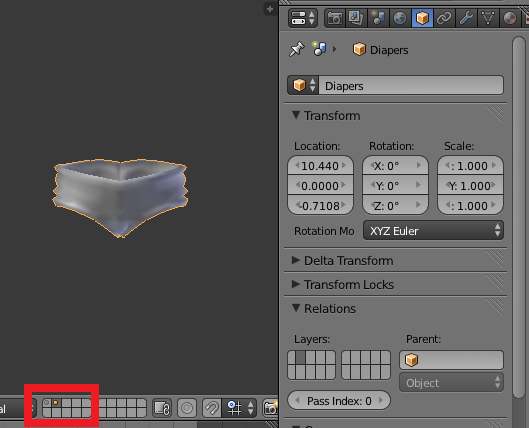 Diapers
Diapers
Transform
Location: Rotation: Scale:
10.440 X: 0° : 1.000
0.0000 Y: 0° Y: 1.000
-0.7108 Z: 0° : 1.000
Rotation Mo XYZ Euler
Delta Transform
Transform Locks
Relations
Layers: Parent:
Object
Pass Index: 0
al